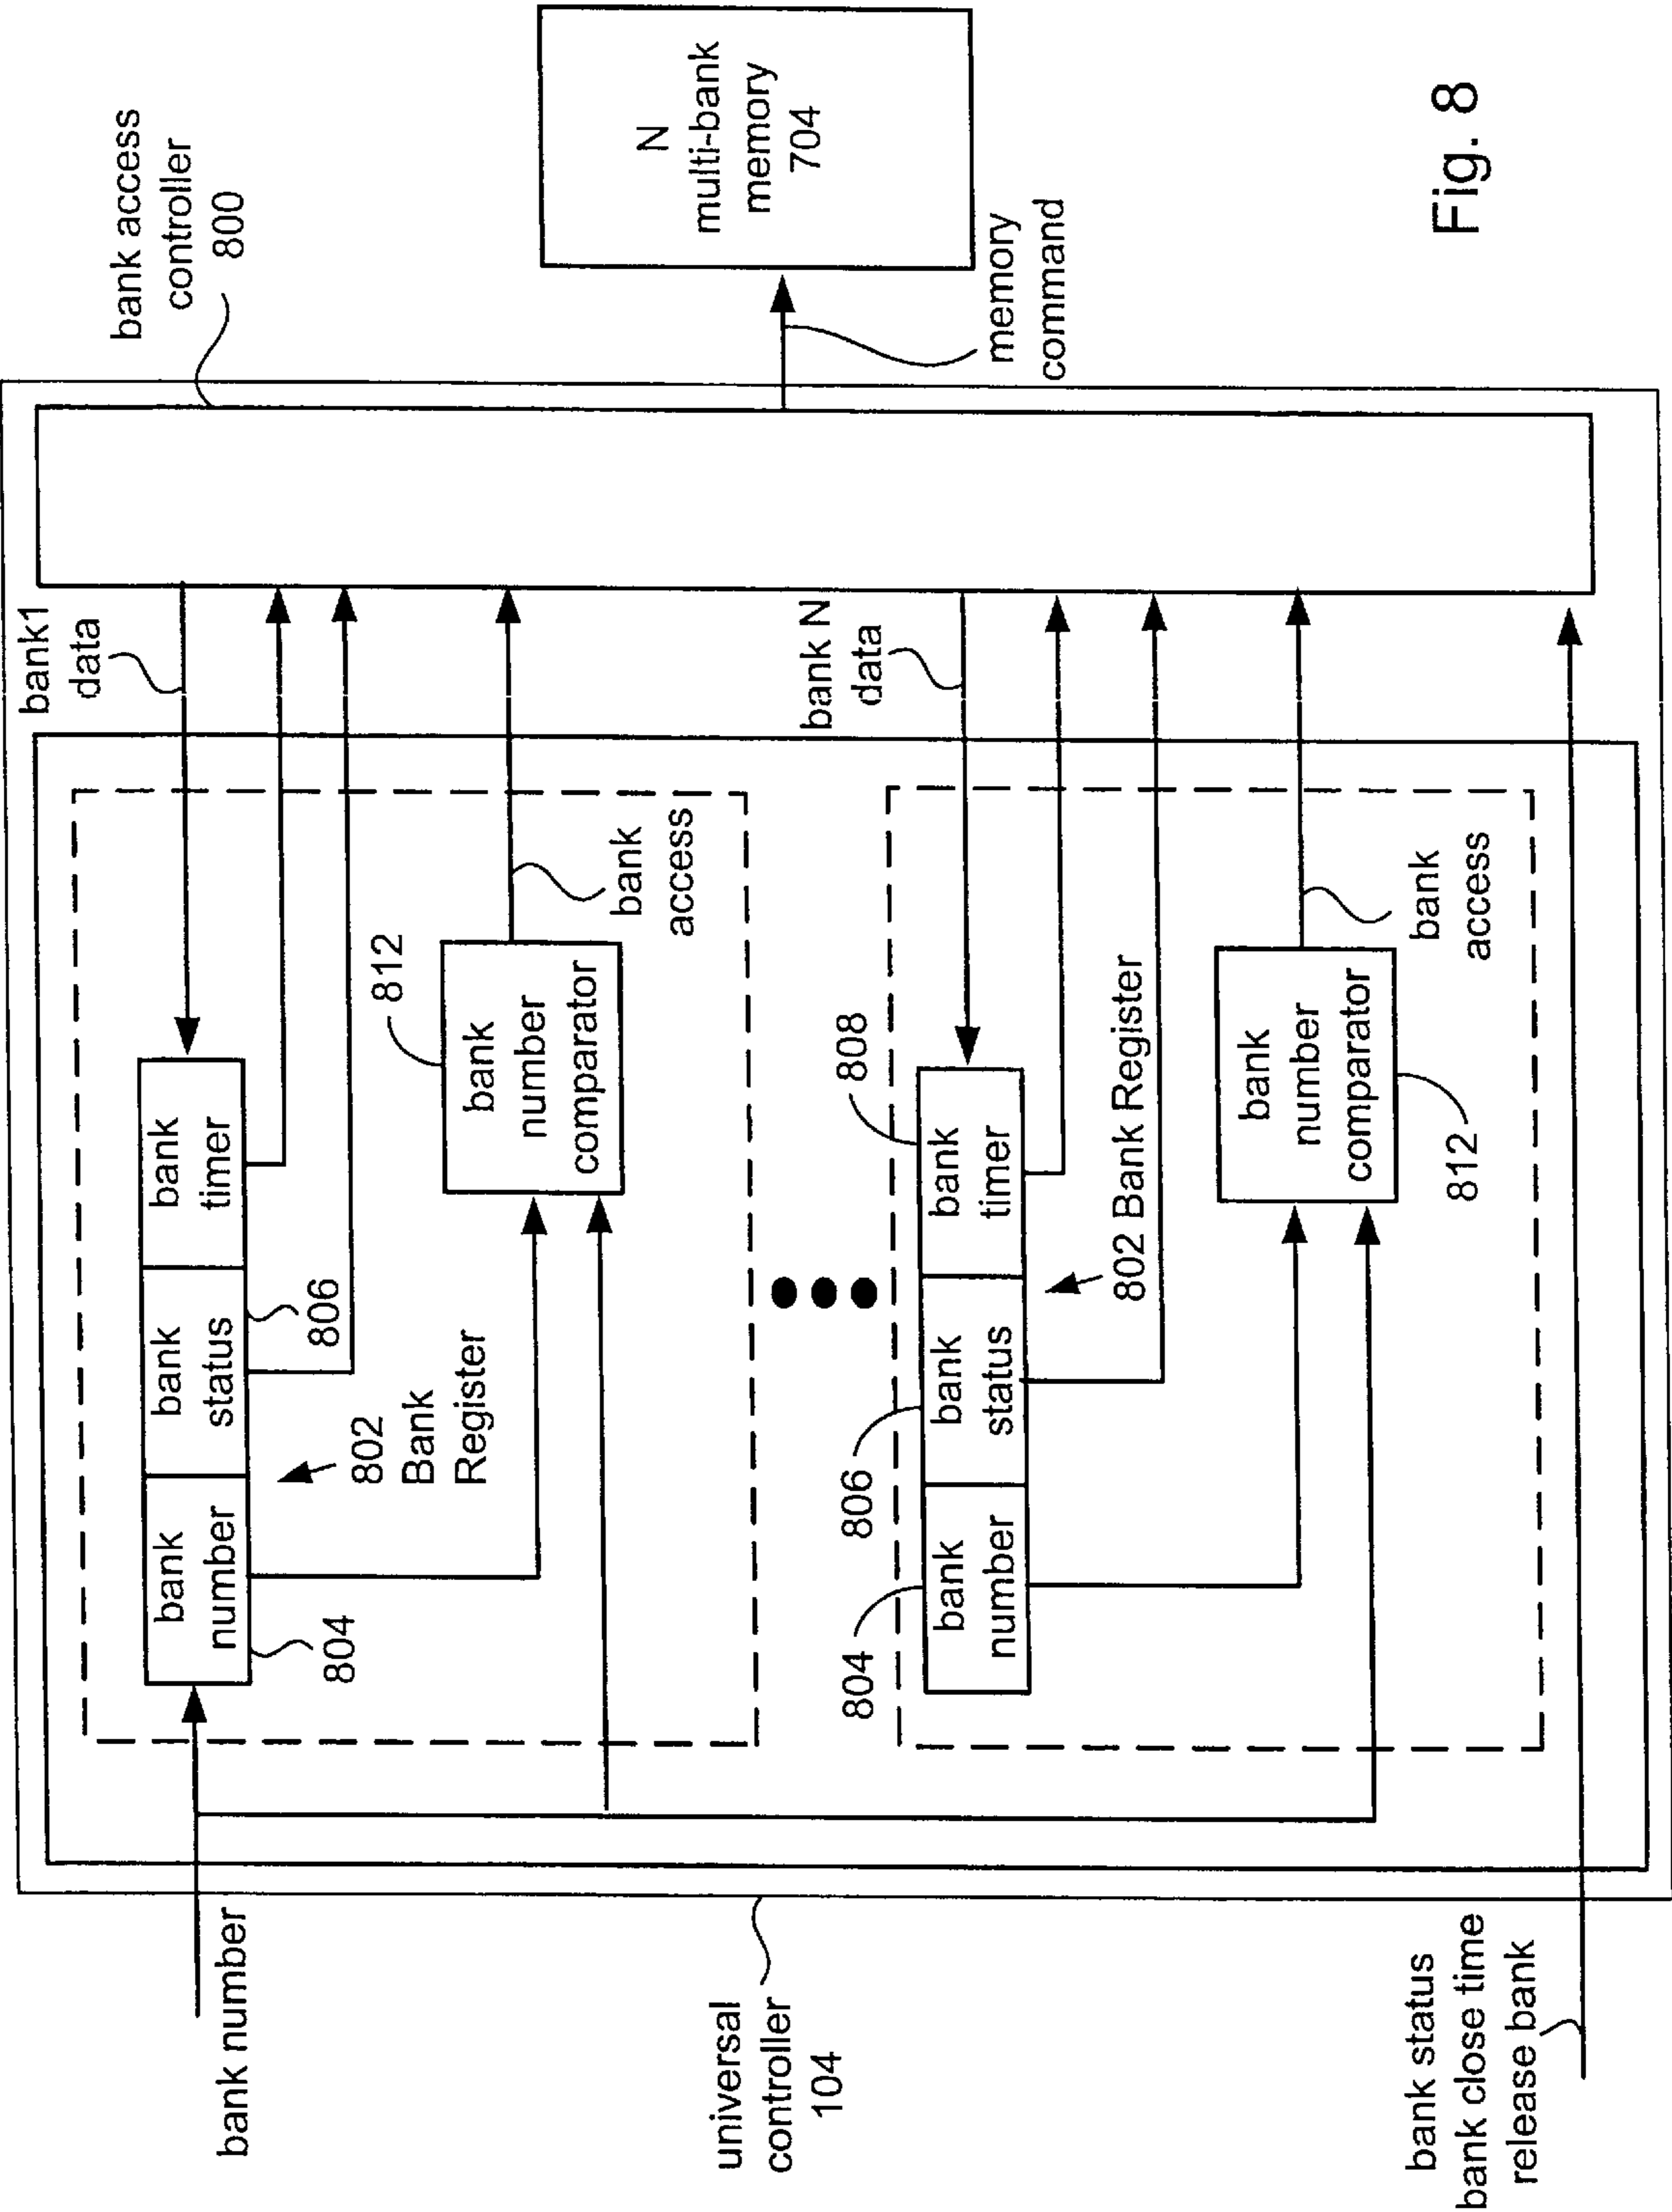 bank access
controller
800
N
multi-bank
memory
704
memory
command
bank1
data
bank N
data
bank number
bank
number
804
bank
status
806
bank
timer
802
Bank
Register
812
bank
number
comparator
bank
access
804
bank
number
806
bank
status
808
bank
timer
802 Bank Register
bank
number
comparator
812
bank
access
universal
controller
104
bank status
bank close time
release bank
Fig. 8